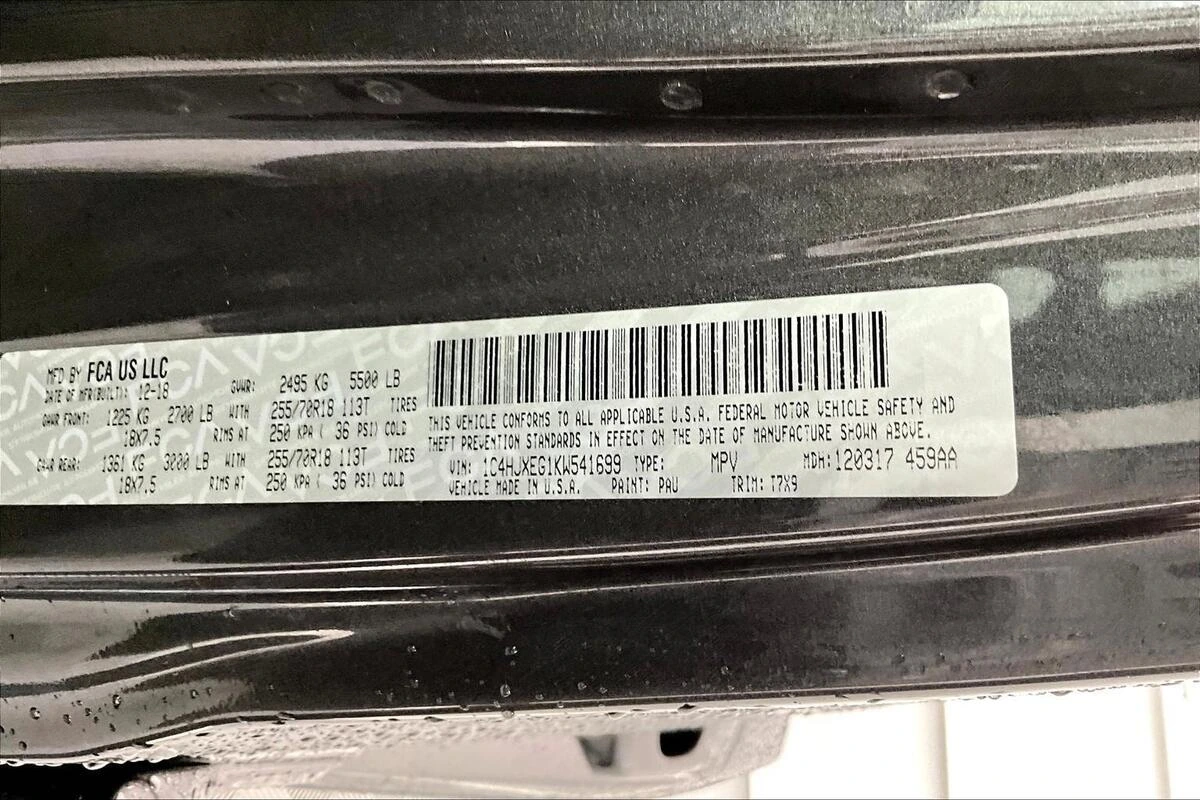 MFD BY FCA US LLC
DATE OF MFR(BUILT): 12-18 GVWR: 2495 KG 5500 LB
GAWR FRONT: 1225 KG 2700 LB WITH 255/70R18 113T TIRES
18X7.5 RIMS AT 250 KPA ( 36 PSI) COLD
GAWR REAR: 1361 KG 3000 LB WITH 255/70R18 113T TIRES
18X7.5 RIMS AT 250 KPA ( 36 PSI) COLD
THIS VEHICLE CONFORMS TO ALL APPLICABLE U.S.A. FEDERAL MOTOR VEHICLE SAFETY AND
THEFT PREVENTION STANDARDS IN EFFECT ON THE DATE OF MANUFACTURE SHOWN ABOVE.
VIN: 1C4HJXEG1KW541699 TYPE: MPV MDH:120317 459AA
VEHICLE MADE IN U.S.A. PAINT: PAU TRIM: T7X9